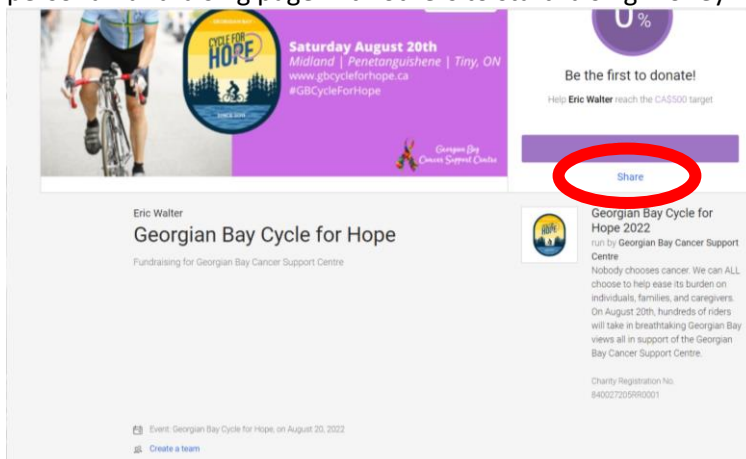 CYCLE FOR
HOPE
SINCE 2011
Saturday August 20th
Midland | Penetanguishene | Tiny, ON
www.gbcycleforhope.ca
#GBCycleForHope
Georgian Bay
Cancer Support Centre
0%
Be the first to donate!
Help Eric Walter reach the CA$500 target
Share
Eric Walter
Georgian Bay Cycle for Hope
Fundraising for Georgian Bay Cancer Support Centre
HOPE
Georgian Bay Cycle for
Hope 2022
run by Georgian Bay Cancer Support
Centre
Nobody chooses cancer. We can ALL
choose to help ease its burden on
individuals, families, and caregivers.
On August 20th, hundreds of riders
will take in breathtaking Georgian Bay
views all in support of the Georgian
Bay Cancer Support Centre.
Charity Registration No.
840027205RR0001
Event: Georgian Bay Cycle for Hope, on August 20, 2022
Create a team